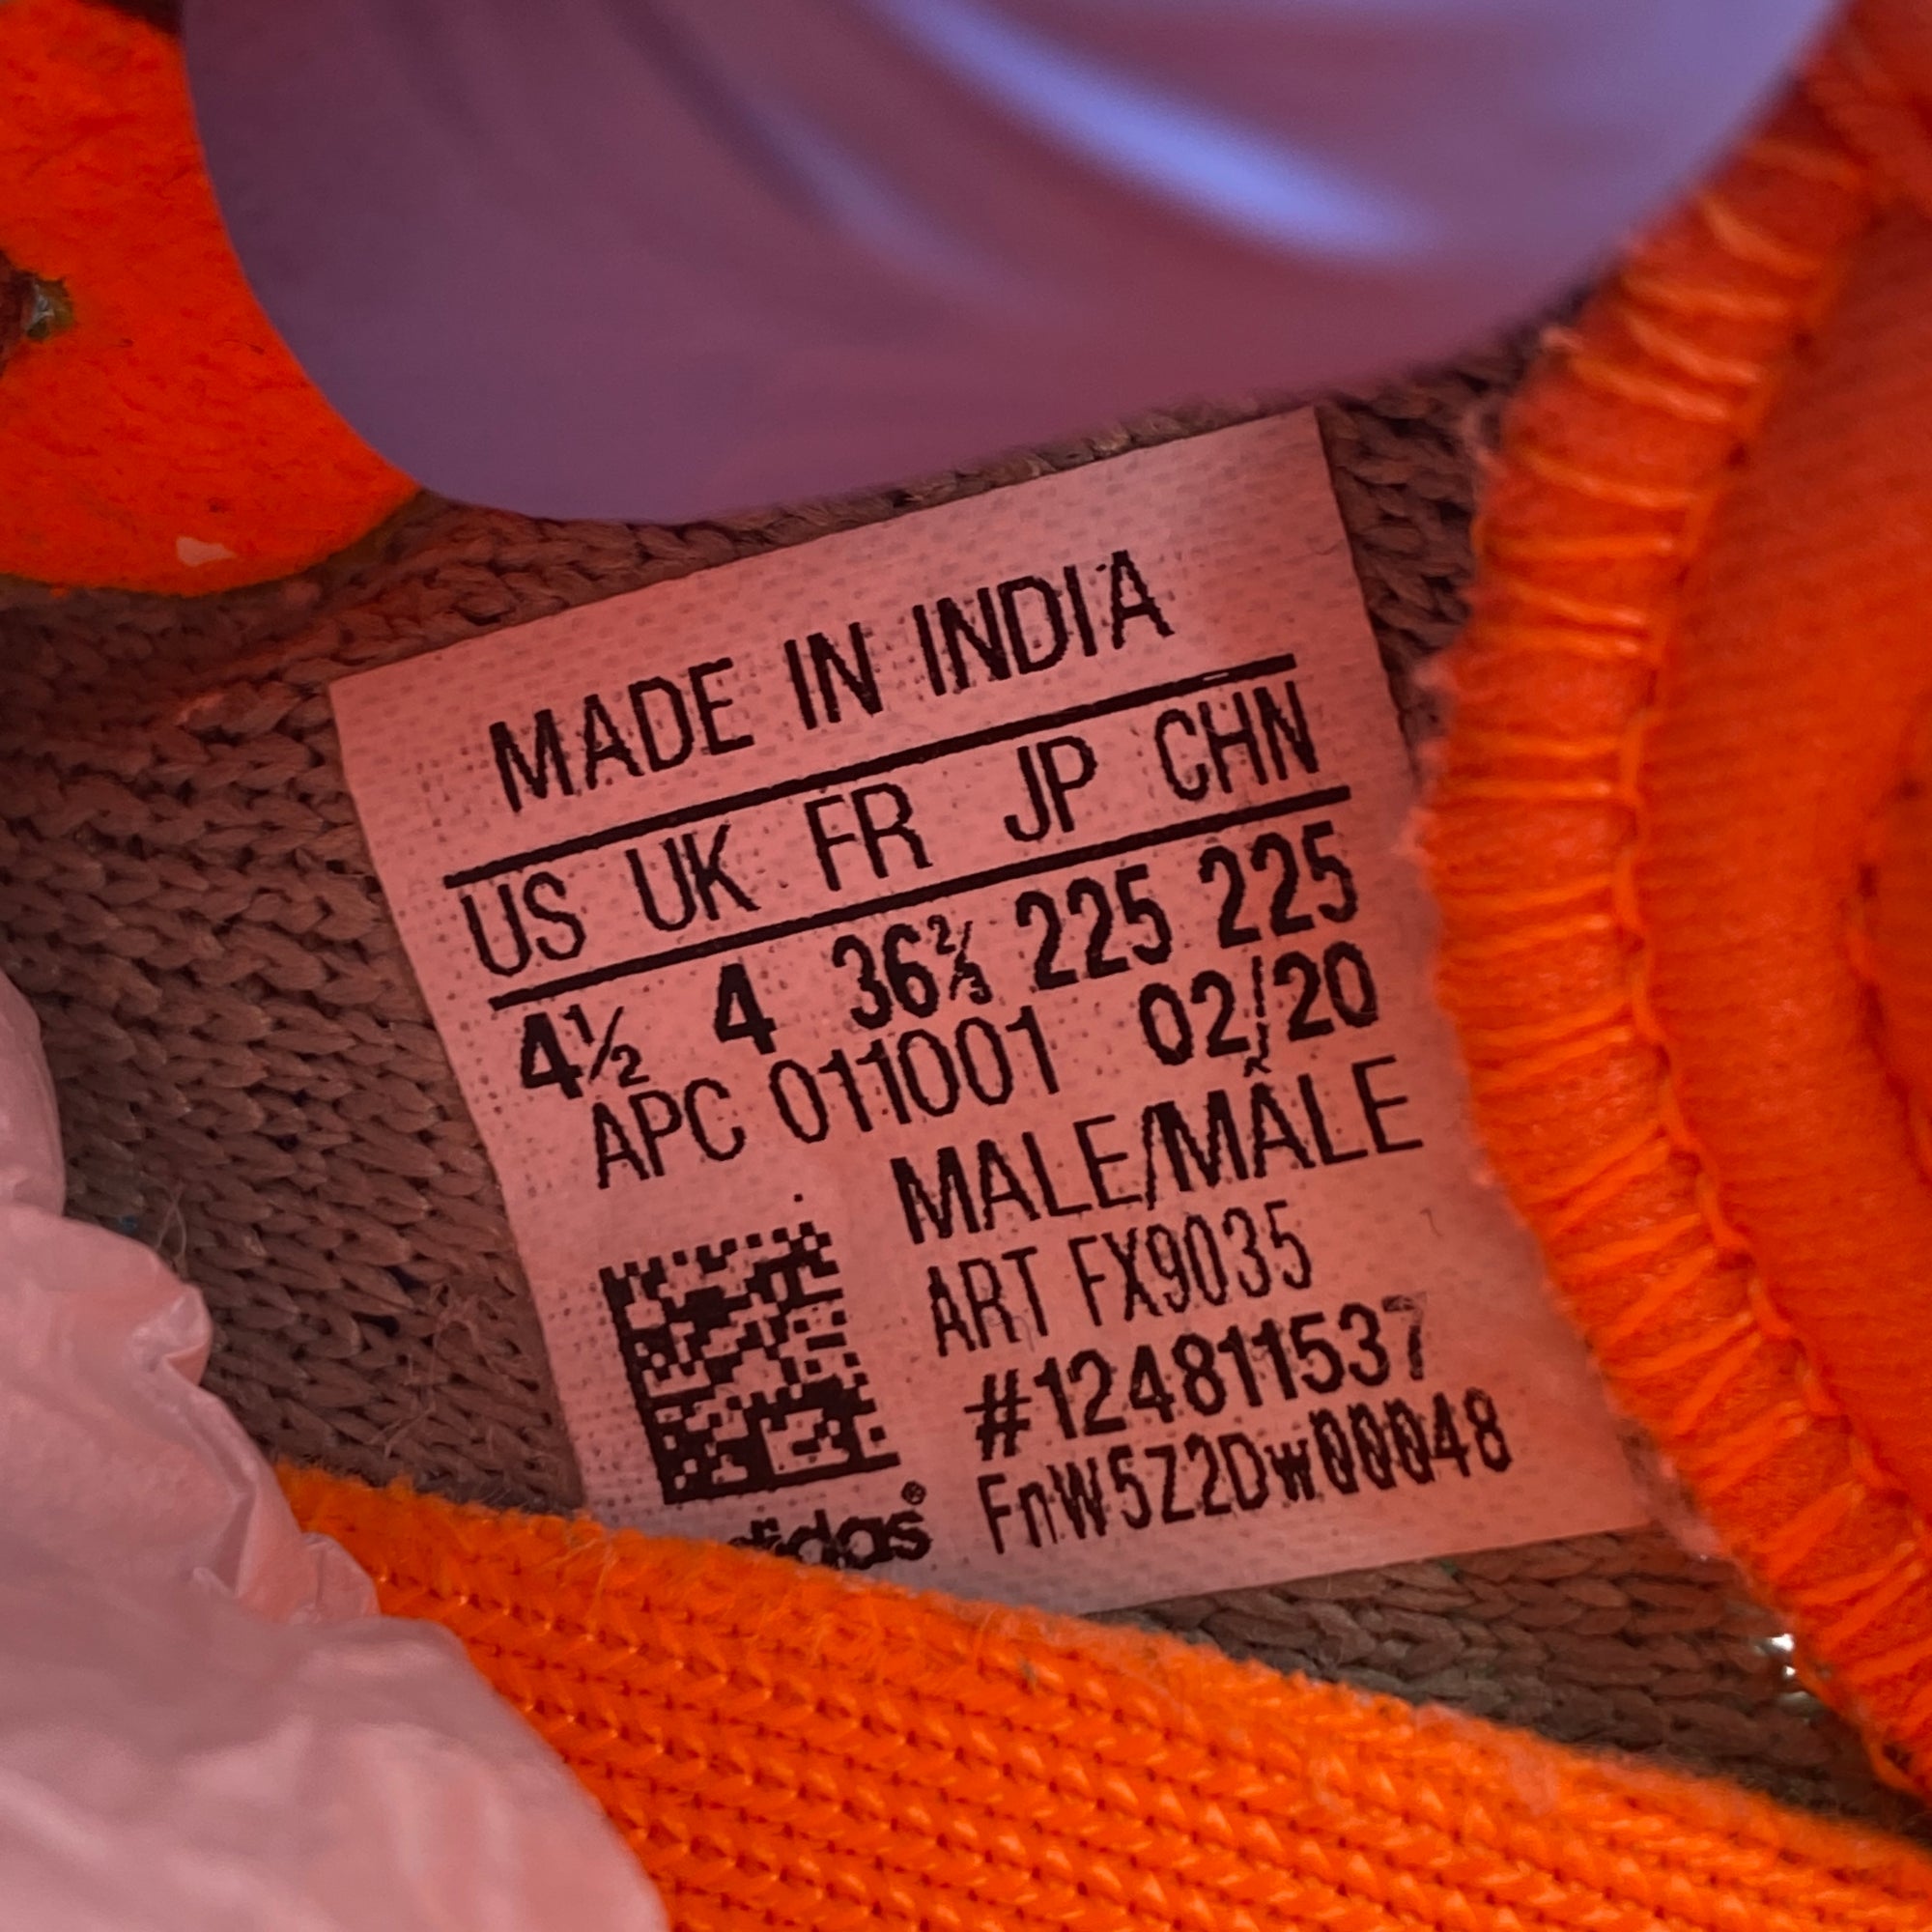 MADE IN INDIA
US UK FR JP CHN
4½ 4 36⅔ 225 225
APC 011001 02/20
MALE/MÂLE
ART FX9035
#124811537
FnW5Z2Dw00048